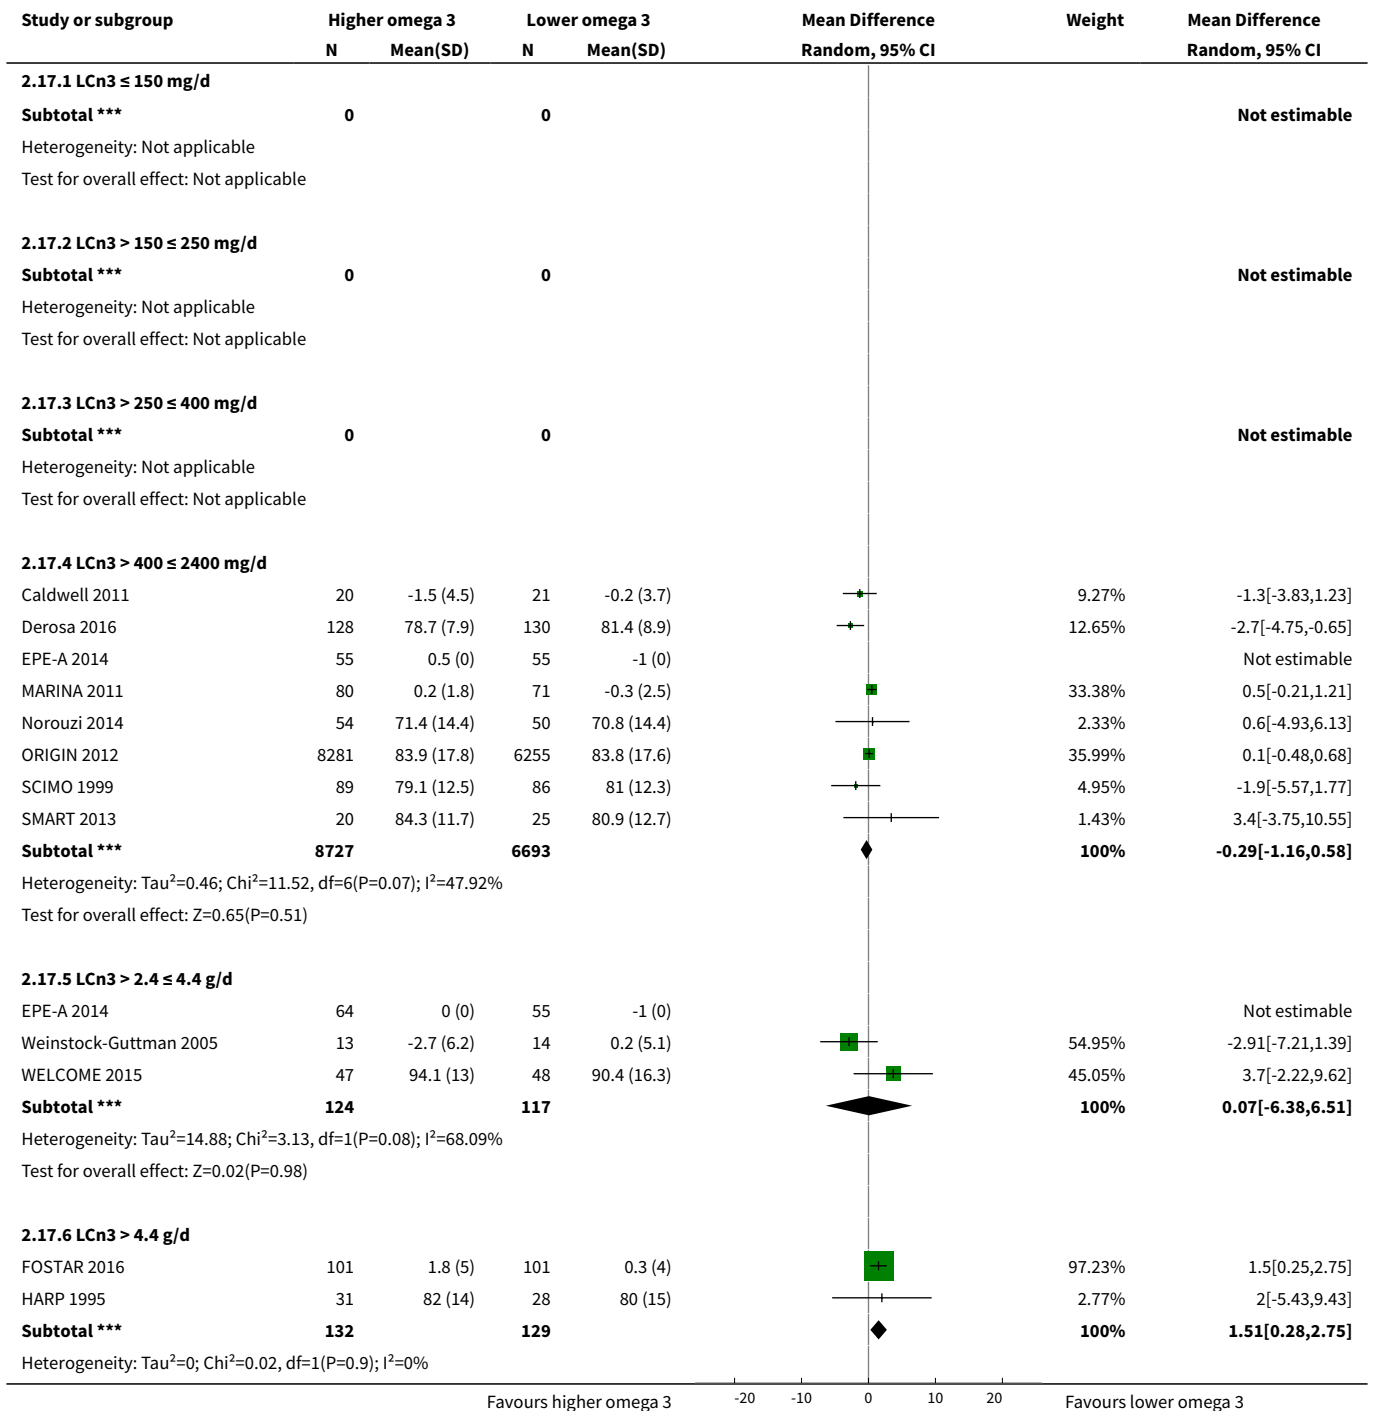 Study or subgroup Higher omega 3 Lower omega 3 Mean Difference Weight Mean Difference
N Mean(SD) N Mean(SD) Random, 95% CI Random, 95% CI
2.17.1 LCn3 ≤ 150 mg/d
Subtotal *** 0 0 Not estimable
Heterogeneity: Not applicable
Test for overall effect: Not applicable
2.17.2 LCn3 > 150 ≤ 250 mg/d
Subtotal *** 0 0 Not estimable
Heterogeneity: Not applicable
Test for overall effect: Not applicable
2.17.3 LCn3 > 250 ≤ 400 mg/d
Subtotal *** 0 0 Not estimable
Heterogeneity: Not applicable
Test for overall effect: Not applicable
2.17.4 LCn3 > 400 ≤ 2400 mg/d
Caldwell 2011 20 -1.5 (4.5) 21 -0.2 (3.7) 9.27% -1.3[-3.83,1.23]
Derosa 2016 128 78.7 (7.9) 130 81.4 (8.9) 12.65% -2.7[-4.75,-0.65]
EPE-A 2014 55 0.5 (0) 55 -1 (0) Not estimable
MARINA 2011 80 0.2 (1.8) 71 -0.3 (2.5) 33.38% 0.5[-0.21,1.21]
Norouzi 2014 54 71.4 (14.4) 50 70.8 (14.4) 2.33% 0.6[-4.93,6.13]
ORIGIN 2012 8281 83.9 (17.8) 6255 83.8 (17.6) 35.99% 0.1[-0.48,0.68]
SCIMO 1999 89 79.1 (12.5) 86 81 (12.3) 4.95% -1.9[-5.57,1.77]
SMART 2013 20 84.3 (11.7) 25 80.9 (12.7) 1.43% 3.4[-3.75,10.55]
Subtotal *** 8727 6693 100% -0.29[-1.16,0.58]
Heterogeneity: Tau²=0.46; Chi²=11.52, df=6(P=0.07); I²=47.92%
Test for overall effect: Z=0.65(P=0.51)
2.17.5 LCn3 > 2.4 ≤ 4.4 g/d
EPE-A 2014 64 0 (0) 55 -1 (0) Not estimable
Weinstock-Guttman 2005 13 -2.7 (6.2) 14 0.2 (5.1) 54.95% -2.91[-7.21,1.39]
WELCOME 2015 47 94.1 (13) 48 90.4 (16.3) 45.05% 3.7[-2.22,9.62]
Subtotal *** 124 117 100% 0.07[-6.38,6.51]
Heterogeneity: Tau²=14.88; Chi²=3.13, df=1(P=0.08); I²=68.09%
Test for overall effect: Z=0.02(P=0.98)
2.17.6 LCn3 > 4.4 g/d
FOSTAR 2016 101 1.8 (5) 101 0.3 (4) 97.23% 1.5[0.25,2.75]
HARP 1995 31 82 (14) 28 80 (15) 2.77% 2[-5.43,9.43]
Subtotal *** 132 129 100% 1.51[0.28,2.75]
Heterogeneity: Tau²=0; Chi²=0.02, df=1(P=0.9); I²=0%
Favours higher omega 3 -20 -10 0 10 20 Favours lower omega 3